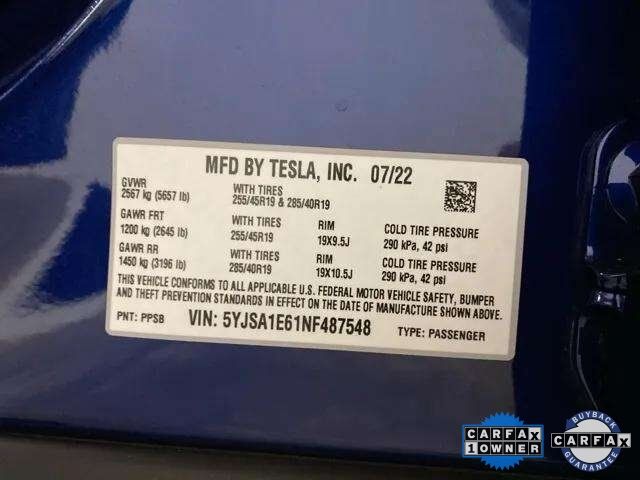 MFD BY TESLA, INC. 07/22
GVWR
2567 kg (5657 lb)
WITH TIRES
255/45R19 & 285/40R19
GAWR FRT
1200 kg (2645 lb)
WITH TIRES
255/45R19
RIM
19X9.5J
COLD TIRE PRESSURE
290 kPa, 42 psi
GAWR RR
1450 kg (3196 lb)
WITH TIRES
285/40R19
RIM
19X10.5J
COLD TIRE PRESSURE
290 kPa, 42 psi
THIS VEHICLE CONFORMS TO ALL APPLICABLE U.S. FEDERAL MOTOR VEHICLE SAFETY, BUMPER
AND THEFT PREVENTION STANDARDS IN EFFECT ON THE DATE OF MANUFACTURE SHOWN ABOVE.
PNT: PPSB VIN: 5YJSA1E61NF487548 TYPE: PASSENGER
CARFAX
1 OWNER
BUYBACK
CARFAX
GUARANTEE